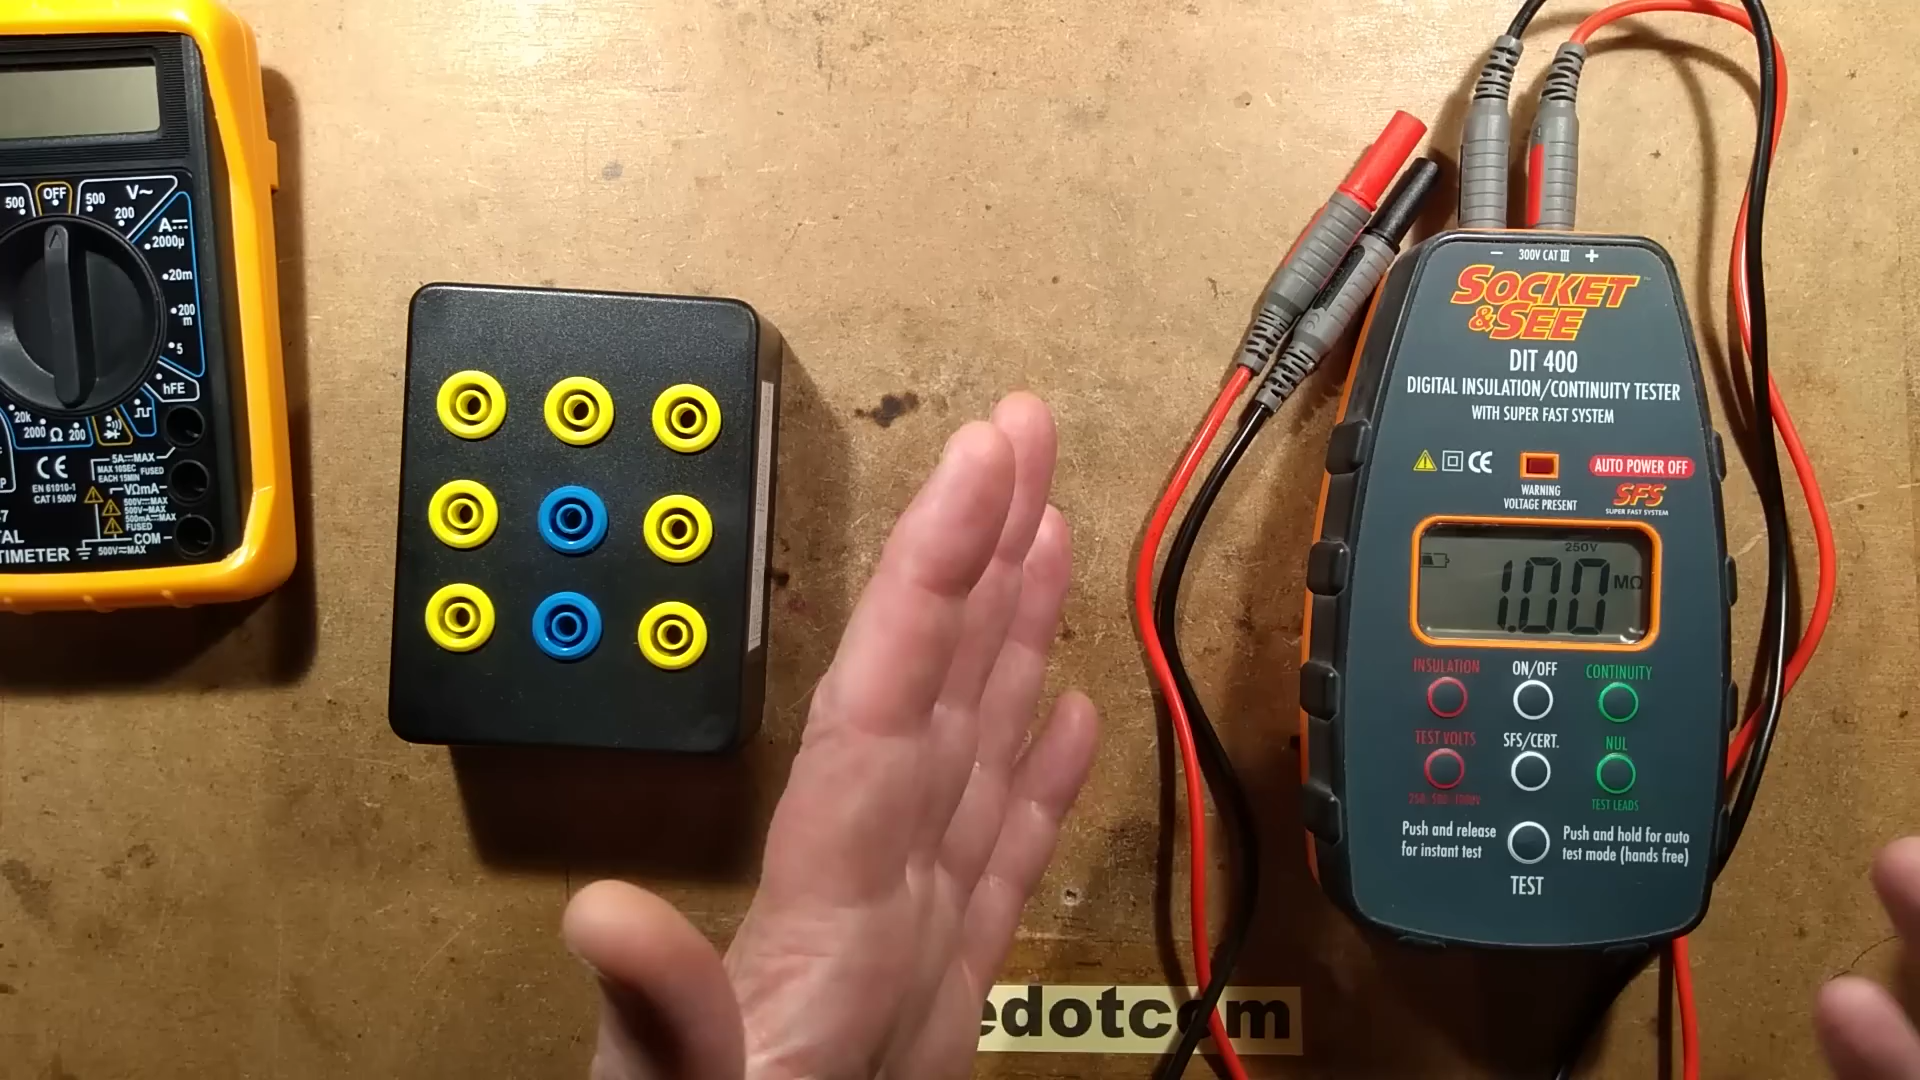 500
OFF
500
200
V~
A
2000µ
20m
200
m
5
hFE
20k
2000
Ω
200
CE
EN 61010-1
CAT I 500V
5A MAX
MAX 10SEC
EACH 15MIN
FUSED
VΩmA
500V MAX
500V~MAX
500mA MAX
FUSED
COM
500V MAX
TAL
TIMETER
− 300V CAT III +
SOCKET
&SEE
DIT 400
DIGITAL INSULATION/CONTINUITY TESTER
WITH SUPER FAST SYSTEM
CE
WARNING
VOLTAGE PRESENT
AUTO POWER OFF
SFS
SUPER FAST SYSTEM
250V
1.00 MΩ
INSULATION
ON/OFF
CONTINUITY
TEST VOLTS
SFS/CERT.
NUL
TEST LEADS
Push and release
for instant test
Push and hold for auto
test mode (hands free)
TEST
edotcom